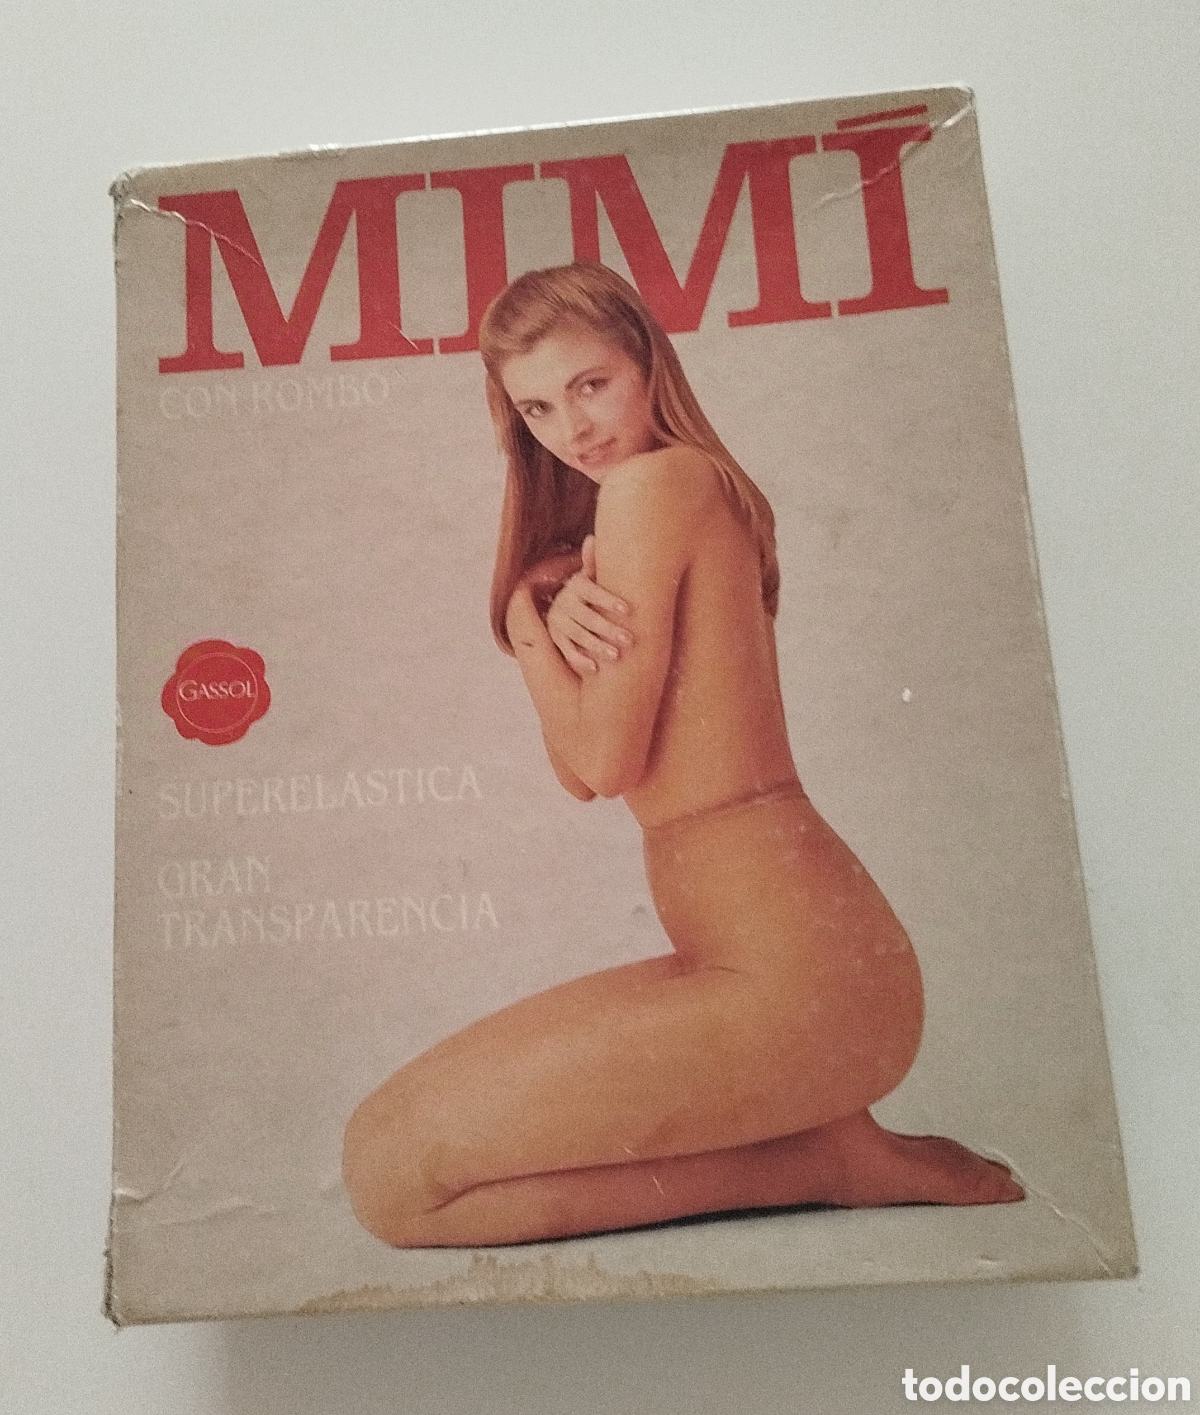 MIMÍ
CON ROMBO
GASSOL
SUPERELASTICA
GRAN
TRANSPARENCIA
todocoleccion